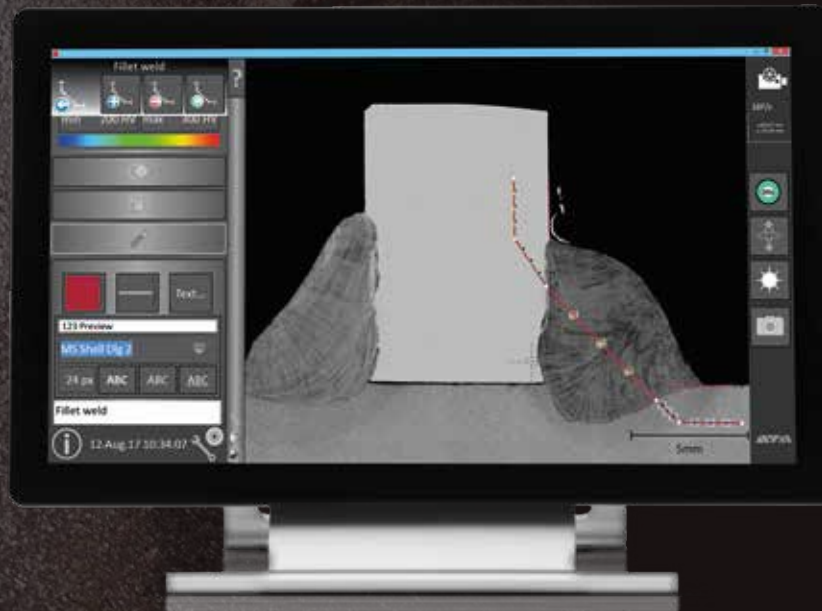 Fillet weld
?
min 200 HV max 300 HV
Text...
123 Preview
MS Shell Dlg 2
24 px ABC ABC ABC
Fillet weld
12.Aug.17 10:34:07
5mm